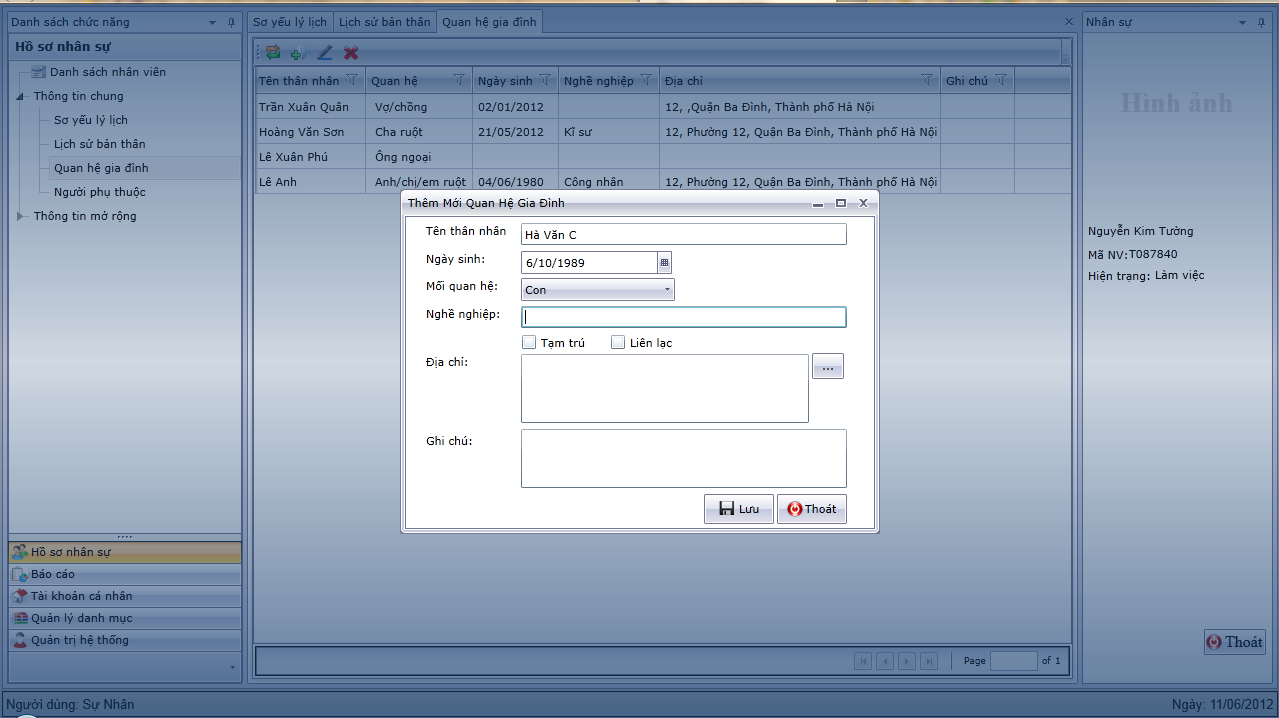 Danh sách chức năng
Hồ sơ nhân sự
Danh sách nhân viên
Thông tin chung
Sơ yếu lý lịch
Lịch sử bản thân
Quan hệ gia đình
Người phụ thuộc
Thông tin mở rộng
Hồ sơ nhân sự
Báo cáo
Tài khoản cá nhân
Quản lý danh mục
Quản trị hệ thống
Sơ yếu lý lịch Lịch sử bản thân Quan hệ gia đình
Tên thân nhân Quan hệ Ngày sinh Nghề nghiệp Địa chỉ Ghi chú
Trần Xuân Quân Vợ/chồng 02/01/2012 12, ,Quận Ba Đình, Thành phố Hà Nội
Hoàng Văn Sơn Cha ruột 21/05/2012 Kĩ sư 12, Phường 12, Quận Ba Đình, Thành phố Hà Nội
Lê Xuân Phú Ông ngoại
Lê Anh Anh/chị/em ruột 04/06/1980 Công nhân 12, Phường 12, Quận Ba Đình, Thành phố Hà Nội
Thêm Mới Quan Hệ Gia Đình
Tên thân nhân Hà Văn C
Ngày sinh: 6/10/1989
Mối quan hệ: Con
Nghề nghiệp:
Tạm trú Liên lạc
Địa chỉ: ...
Ghi chú:
Lưu Thoát
Page of 1
Nhân sự
Hình ảnh
Nguyễn Kim Tường
Mã NV:T087840
Hiện trạng: Làm việc
Thoát
Người dùng: Sự Nhân Ngày: 11/06/2012